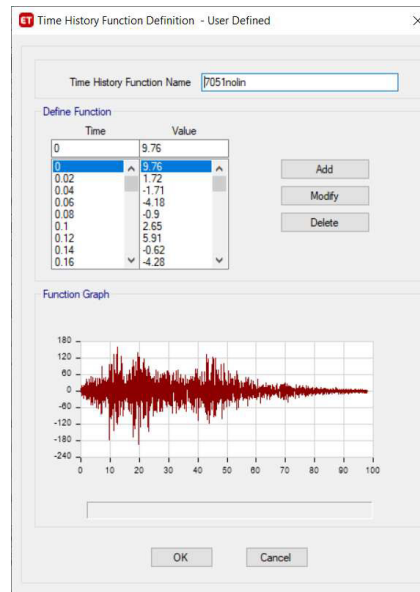 ET Time History Function Definition - User Defined
Time History Function Name 7051nolin
Define Function
Time Value
0 9.76
0 9.76
0.02 1.72
0.04 -1.71
0.06 -4.18
0.08 -0.9
0.1 2.65
0.12 5.91
0.14 -0.62
0.16 -4.28
Add
Modify
Delete
Function Graph
180
120
60
0
-60
-120
-180
-240
0 10 20 30 40 50 60 70 80 90 100
OK Cancel